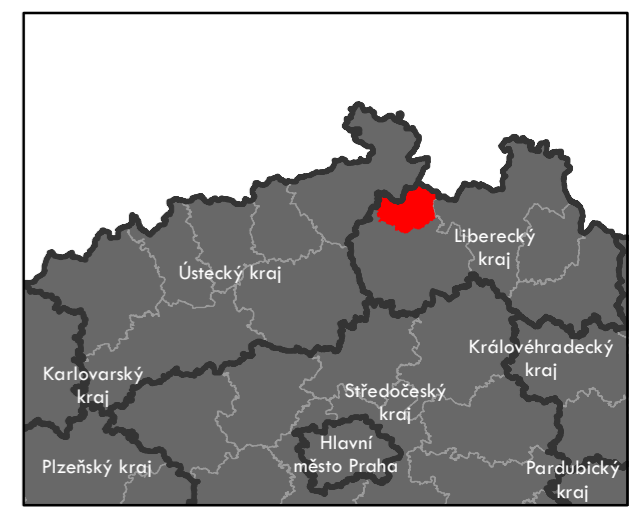 Liberecký
kraj
Ústecký kraj
Královéhradecký
kraj
Karlovarský
kraj
Středočeský
kraj
Hlavní
město Praha
Plzeňský kraj
Pardubický
kraj